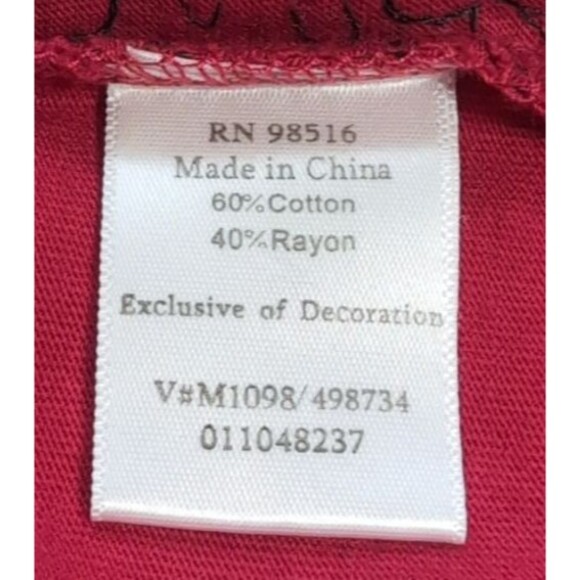 RN 98516
Made in China
60%Cotton
40%Rayon
Exclusive of Decoration
V#M1098/498734
011048237